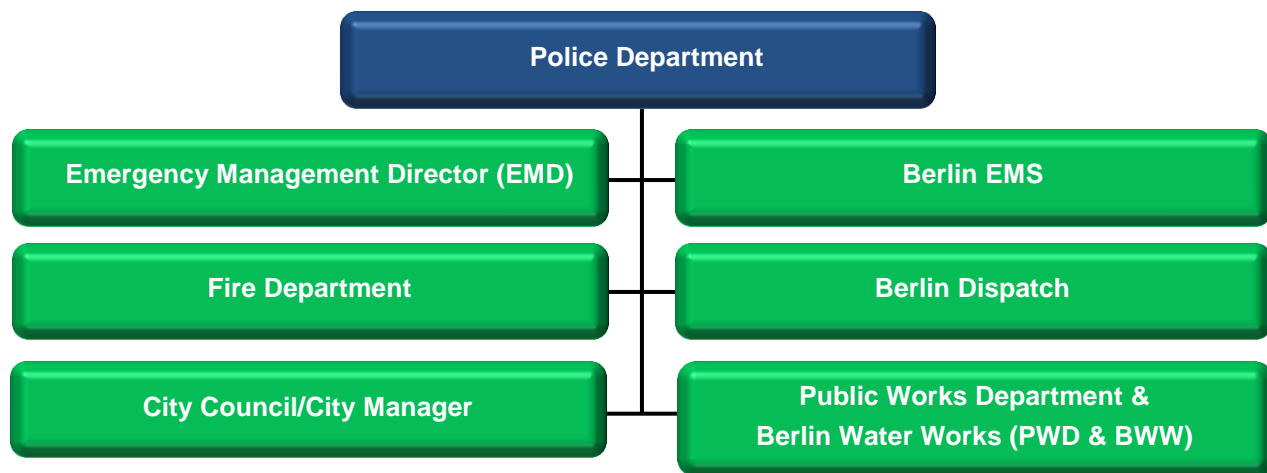 Police Department
Emergency Management Director (EMD)
Berlin EMS
Fire Department
Berlin Dispatch
City Council/City Manager
Public Works Department &
Berlin Water Works (PWD & BWW)